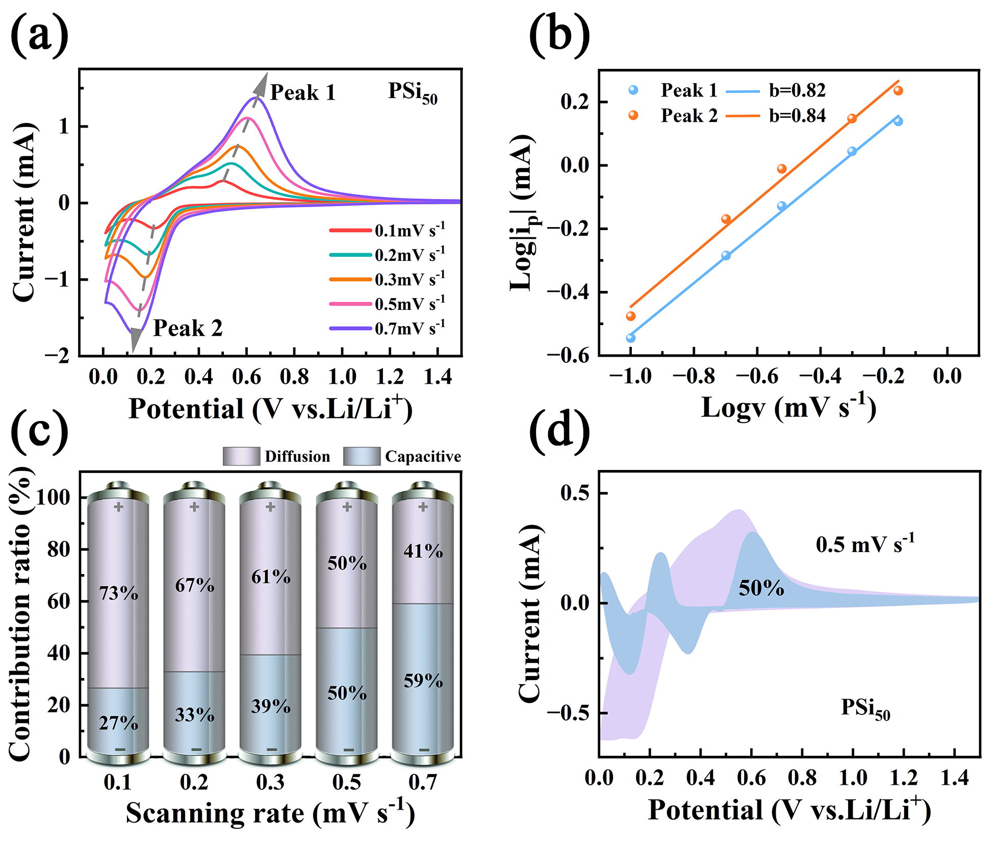 (a)
Peak 1
PSi50
1
0
−1
−2
Current (mA)
0.1mV s-1
0.2mV s-1
0.3mV s-1
0.5mV s-1
0.7mV s-1
Peak 2
0.0 0.2 0.4 0.6 0.8 1.0 1.2 1.4
Potential (V vs.Li/Li+)
(b)
Peak 1 b=0.82
Peak 2 b=0.84
0.2
0.0
−0.2
−0.4
−0.6
Log|ip| (mA)
−1.0 −0.8 −0.6 −0.4 −0.2 0.0
Logv (mV s-1)
(c)
Diffusion Capacitive
100
80
60
40
20
0
Contribution ratio (%)
+ + + + +
73% 67% 61% 50% 41%
27% 33% 39% 50% 59%
− − − − −
0.1 0.2 0.3 0.5 0.7
Scanning rate (mV s-1)
(d)
0.5
0.0
−0.5
Current (mA)
0.5 mV s-1
50%
PSi50
0.0 0.2 0.4 0.6 0.8 1.0 1.2 1.4
Potential (V vs.Li/Li+)